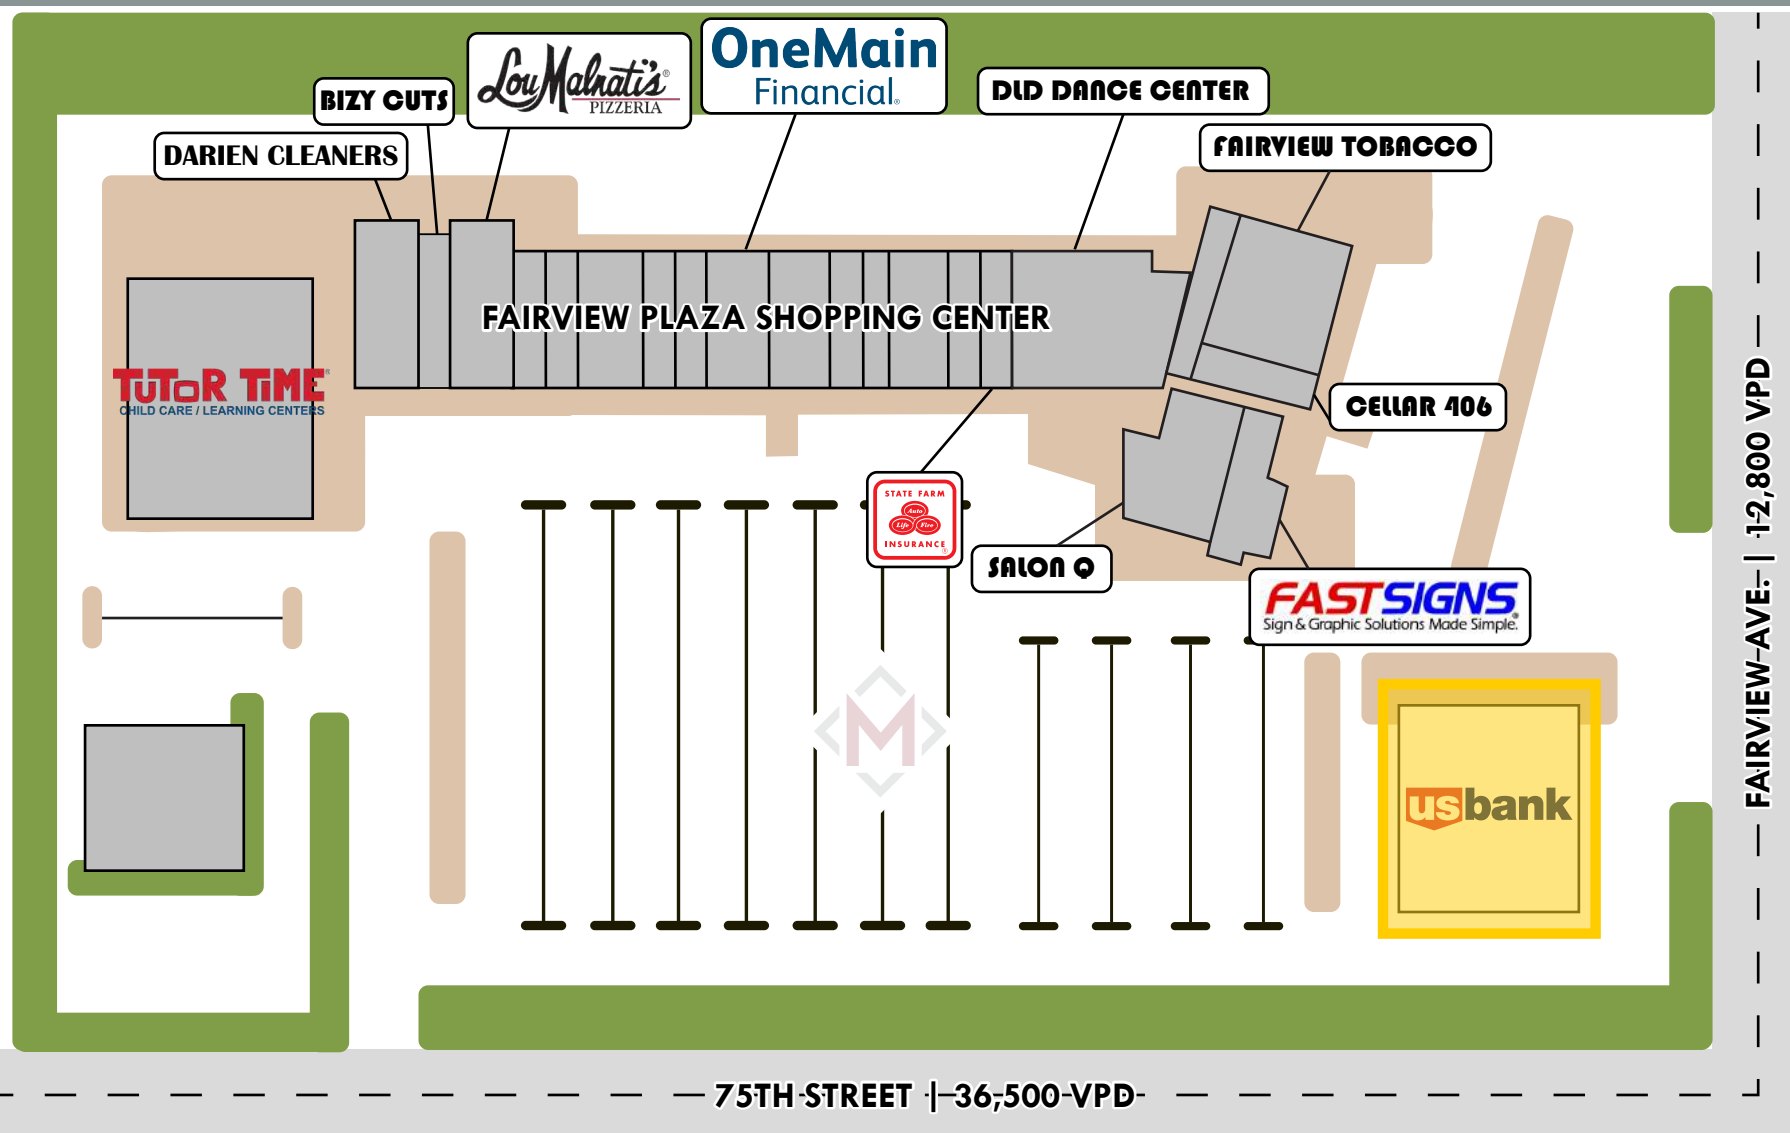 OneMain
Financial®
Lou Malnati's®
PIZZERIA
BIZY CUTS
DLD DANCE CENTER
DARIEN CLEANERS
FAIRVIEW TOBACCO
FAIRVIEW PLAZA SHOPPING CENTER
TUTOR TIME®
CHILD CARE / LEARNING CENTERS
CELLAR 406
STATE FARM
Auto
Life Fire
INSURANCE®
SALON Q
FASTSIGNS®
Sign & Graphic Solutions Made Simple.
M
usbank
FAIRVIEW AVE. | 12,800 VPD
75TH STREET | 36,500 VPD